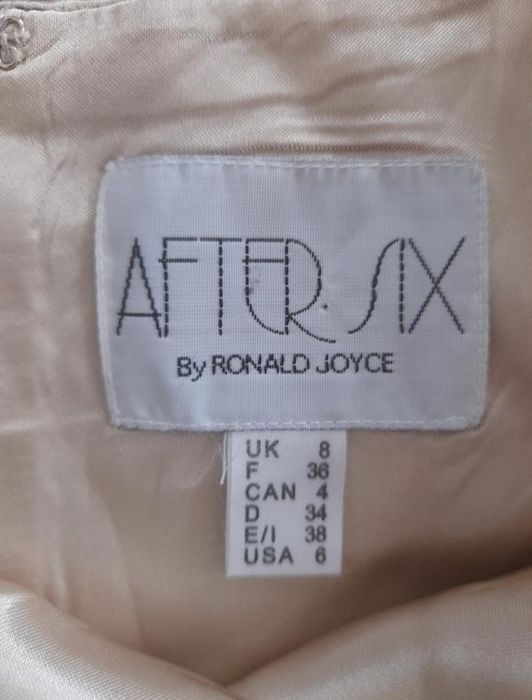 AFTER SIX
By RONALD JOYCE
UK 8
F 36
CAN 4
D 34
E/I 38
USA 6